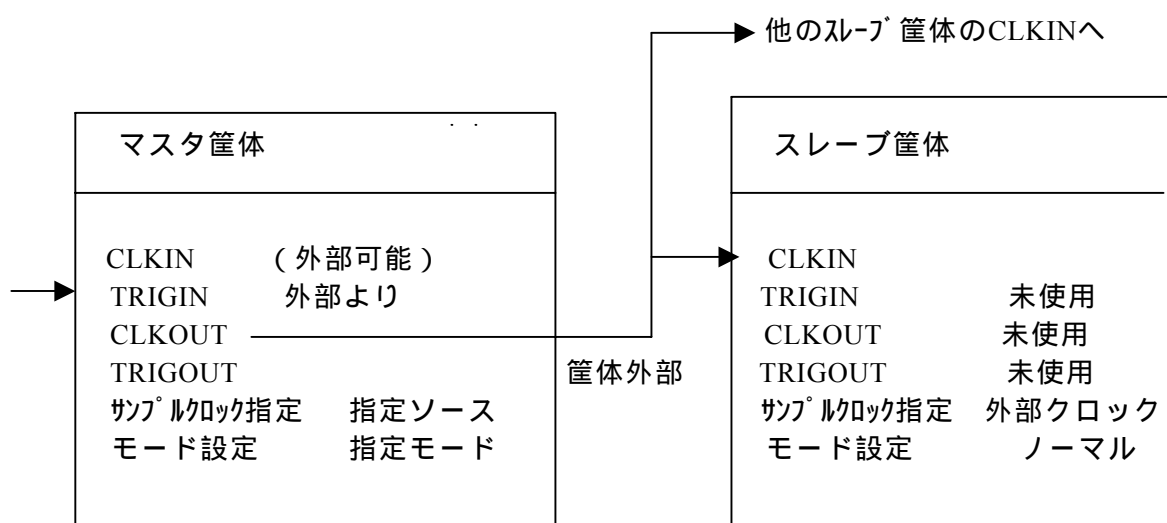 他のｽﾚｰﾌﾞ筐体のCLKINへ
マスタ筐体
CLKIN (外部可能)
TRIGIN 外部より
CLKOUT
TRIGOUT
ｻﾝﾌﾟﾙｸﾛｯｸ指定 指定ソース
モード設定 指定モード
筐体外部
スレーブ筐体
CLKIN
TRIGIN 未使用
CLKOUT 未使用
TRIGOUT 未使用
ｻﾝﾌﾟﾙｸﾛｯｸ指定 外部クロック
モード設定 ノーマル